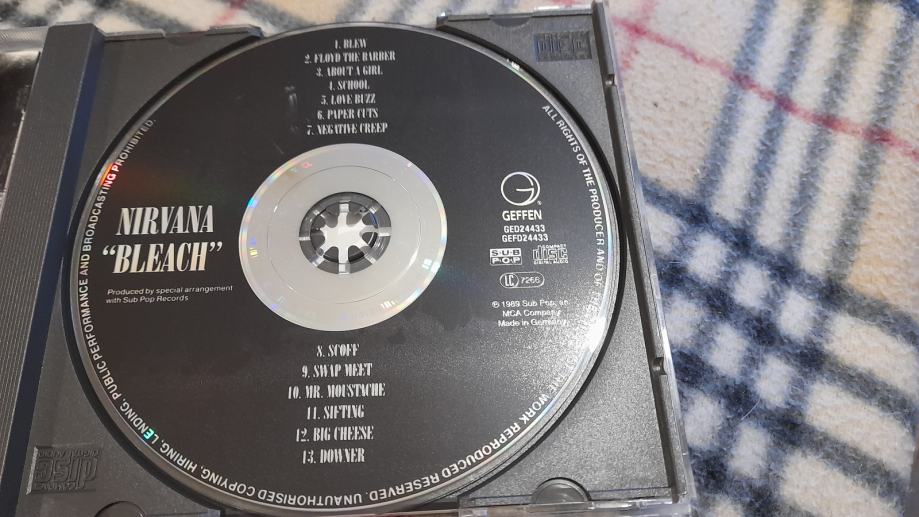 1. BLEW
2. FLOYD THE BARBER
3. ABOUT A GIRL
4. SCHOOL
5. LOVE BUZZ
6. PAPER CUTS
7. NEGATIVE CREEP
NIRVANA
“BLEACH”
Produced by special arrangement
with Sub Pop Records
GEFFEN
GED24433
GEFD24433
SUB
POP
COMPACT
disc
LC 7266
℗ 1989 Sub Pop, an
MCA Company
Made in Germany
8. SCOFF
9. SWAP MEET
10. MR. MOUSTACHE
11. SIFTING
12. BIG CHEESE
13. DOWNER
ALL RIGHTS OF THE PRODUCER AND OF THE WORK REPRODUCED RESERVED. UNAUTHORISED COPYING, HIRING, LENDING, PUBLIC PERFORMANCE AND BROADCASTING PROHIBITED.
disc
disc